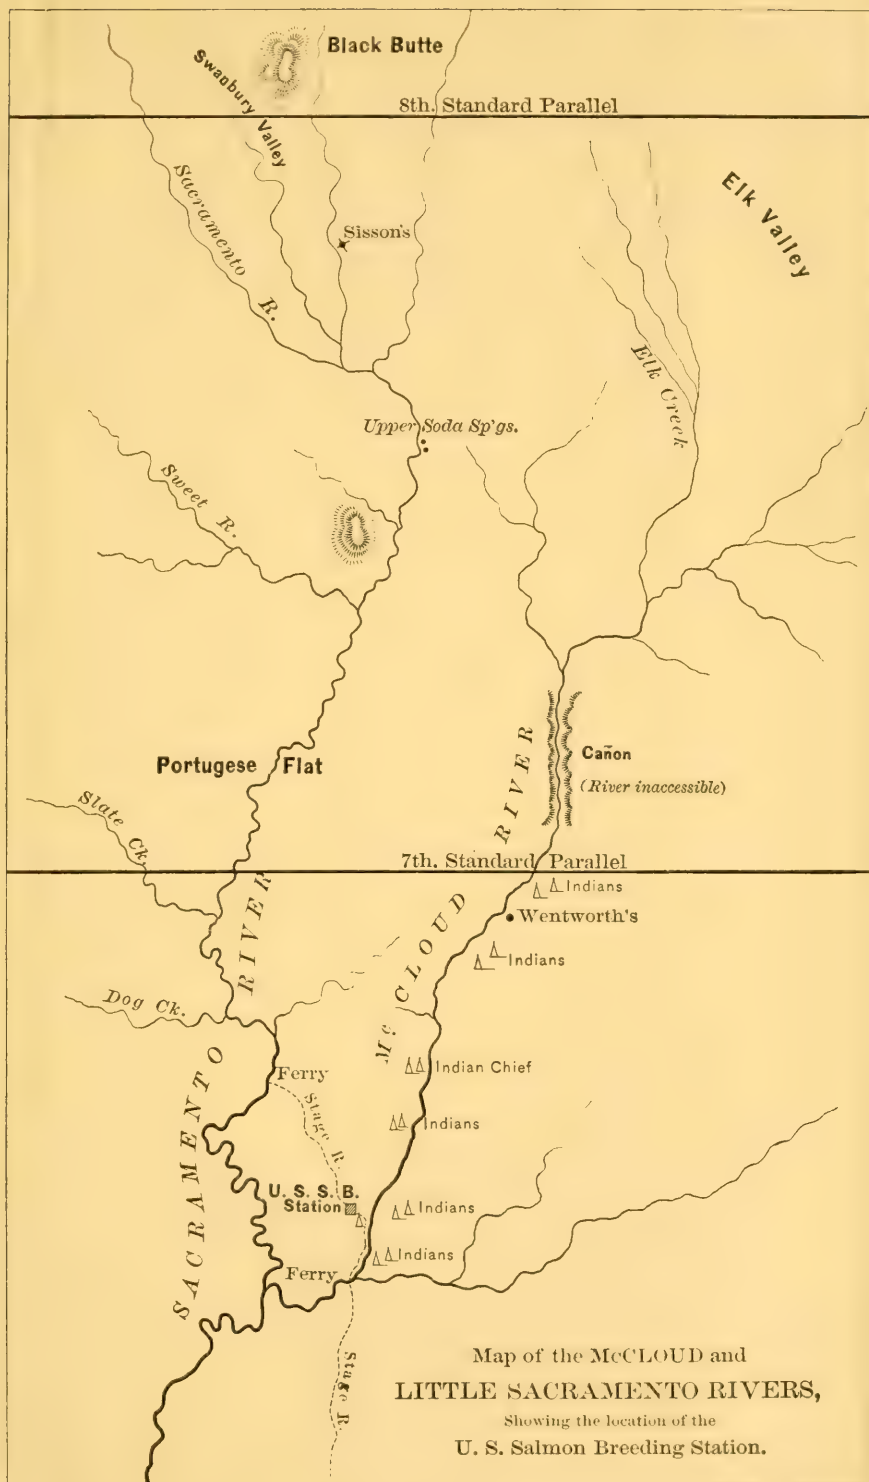 Black Butte
Swanbury Valley
8th. Standard Parallel
Elk Valley
Sacramento R.
Sisson's
Elk Creek
Upper Soda Sp'gs.
Sweet R.
Portugese Flat
Cañon
(River inaccessible)
Slate Ck.
7th. Standard Parallel
Indians
Wentworth's
Indians
Mc. CLOUD RIVER
Dog Ck.
SACRAMENTO RIVER
Indian Chief
Ferry
Stage R.
Indians
U. S. S. B.
Station
Indians
Indians
Ferry
Stage R.
Map of the McCLOUD and
LITTLE SACRAMENTO RIVERS,
Showing the location of the
U. S. Salmon Breeding Station.